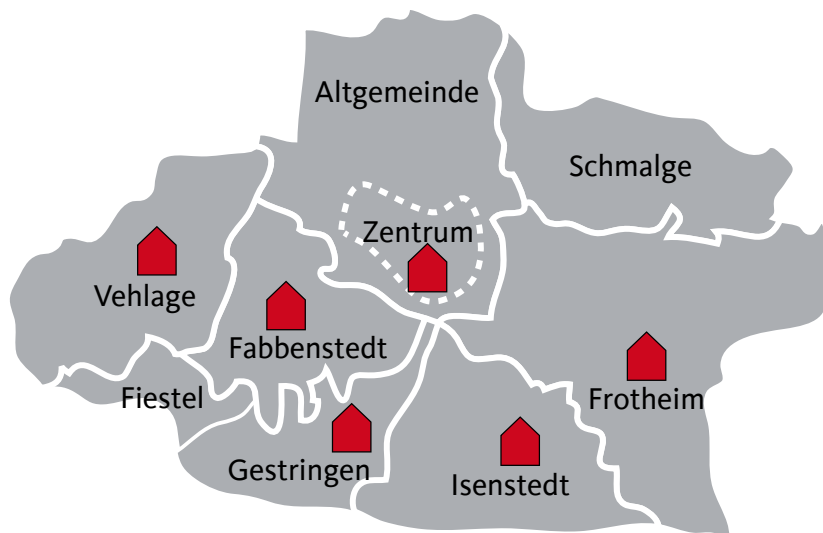 Altgemeinde
Schmalge
Zentrum
Vehlage
Fabbenstedt
Fiestel
Frotheim
Gestringen
Isenstedt